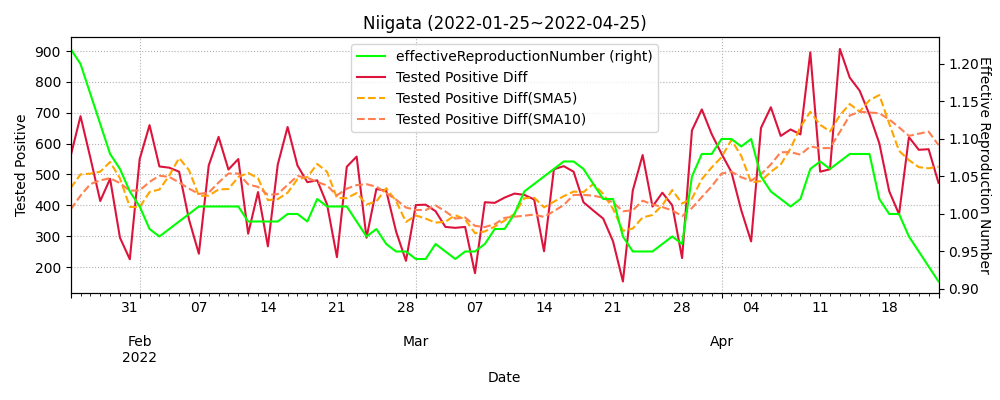 Niigata (2022-01-25~2022-04-25)
effectiveReproductionNumber (right)
Tested Positive Diff
Tested Positive Diff(SMA5)
Tested Positive Diff(SMA10)
Tested Positive
900
800
700
600
500
400
300
200
1.20
1.15
1.10
1.05
1.00
0.95
0.90
Effective Reproduction Number
31 07 14 21 28 07 14 21 28 04 11 18
Feb Mar Apr
2022
Date